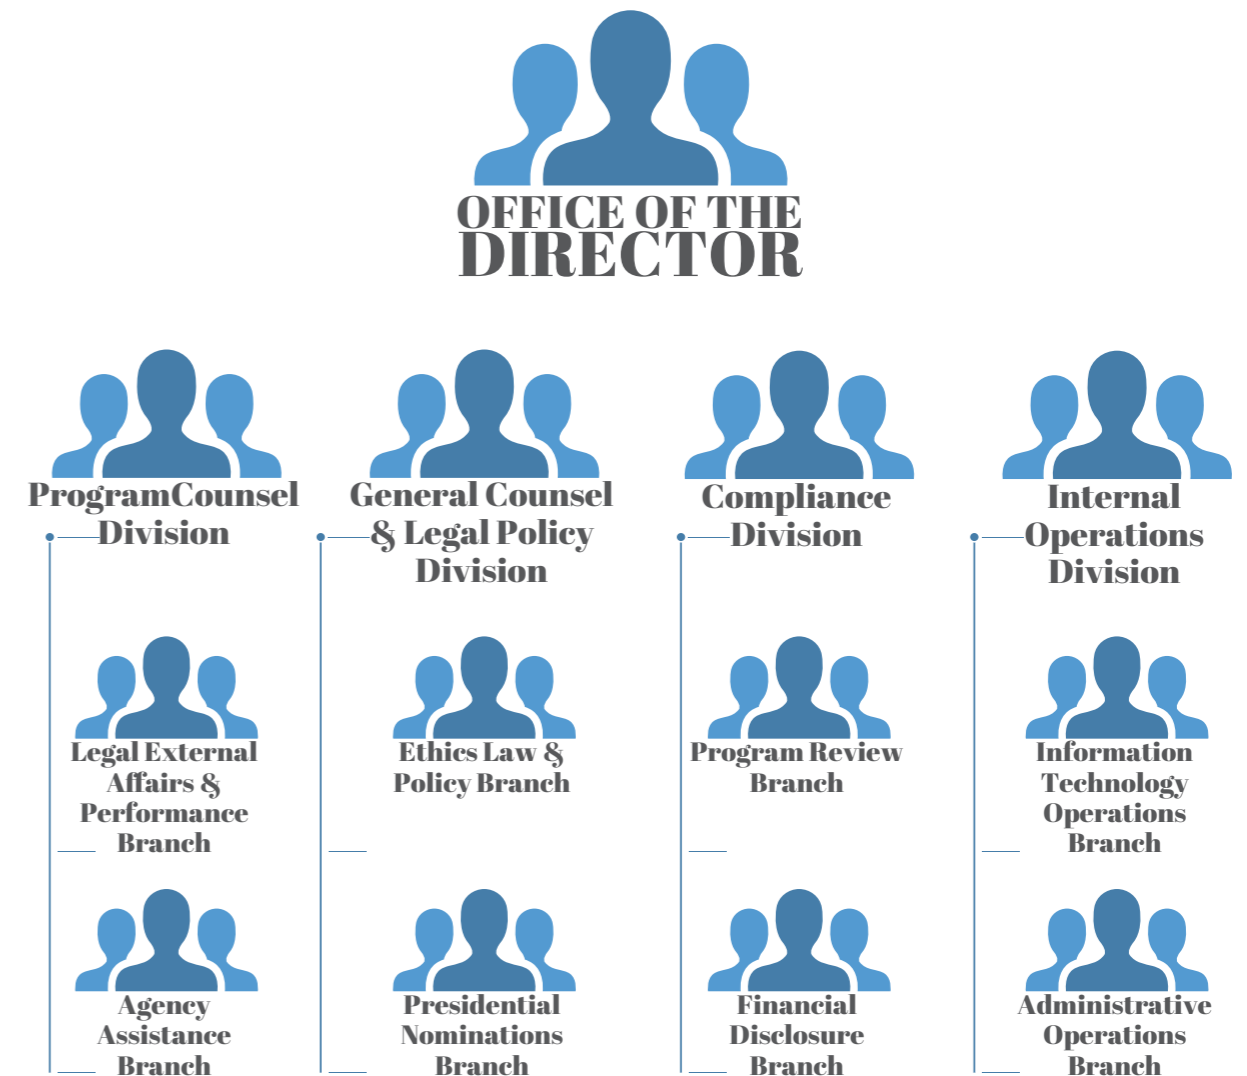 OFFICE OF THE
DIRECTOR
ProgramCounsel
Division
General Counsel
& Legal Policy
Division
Compliance
Division
Internal
Operations
Division
Legal External
Affairs &
Performance
Branch
Ethics Law &
Policy Branch
Program Review
Branch
Information
Technology
Operations
Branch
Agency
Assistance
Branch
Presidential
Nominations
Branch
Financial
Disclosure
Branch
Administrative
Operations
Branch